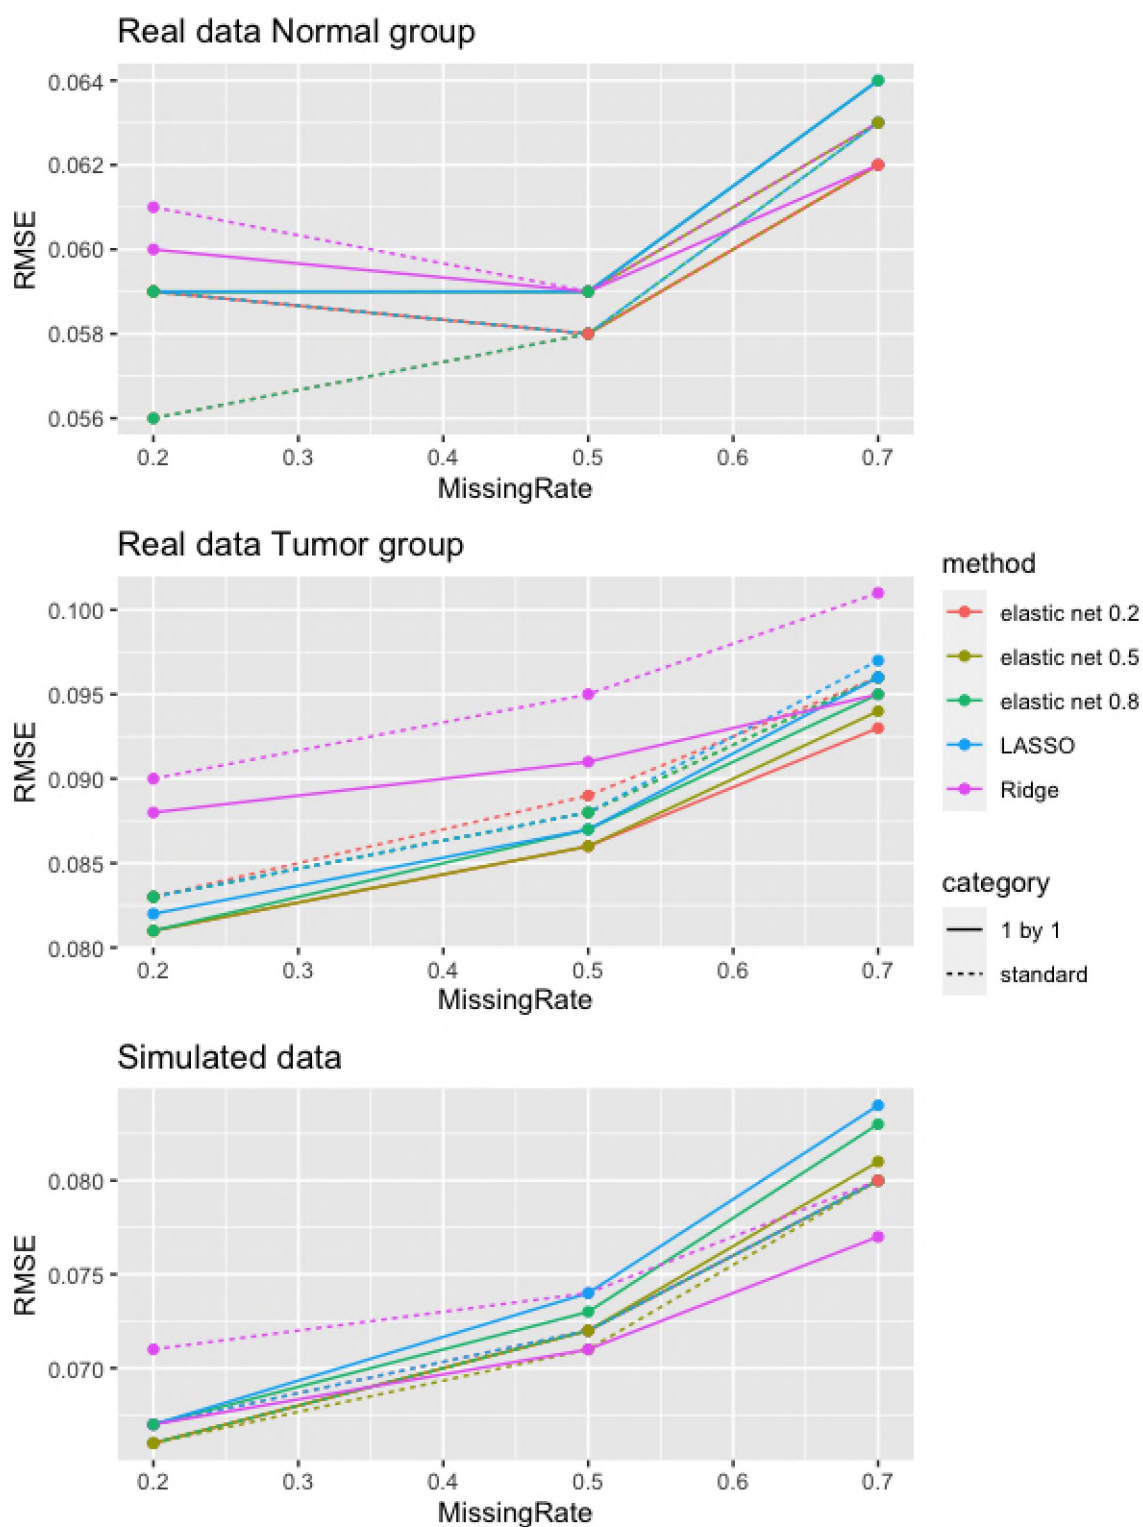 Real data Normal group
0.064
0.062
0.060
0.058
0.056
RMSE
0.2 0.3 0.4 0.5 0.6 0.7
MissingRate
Real data Tumor group
0.100
0.095
0.090
0.085
0.080
RMSE
0.2 0.3 0.4 0.5 0.6 0.7
MissingRate
method
elastic net 0.2
elastic net 0.5
elastic net 0.8
LASSO
Ridge
category
1 by 1
standard
Simulated data
0.080
0.075
0.070
RMSE
0.2 0.3 0.4 0.5 0.6 0.7
MissingRate